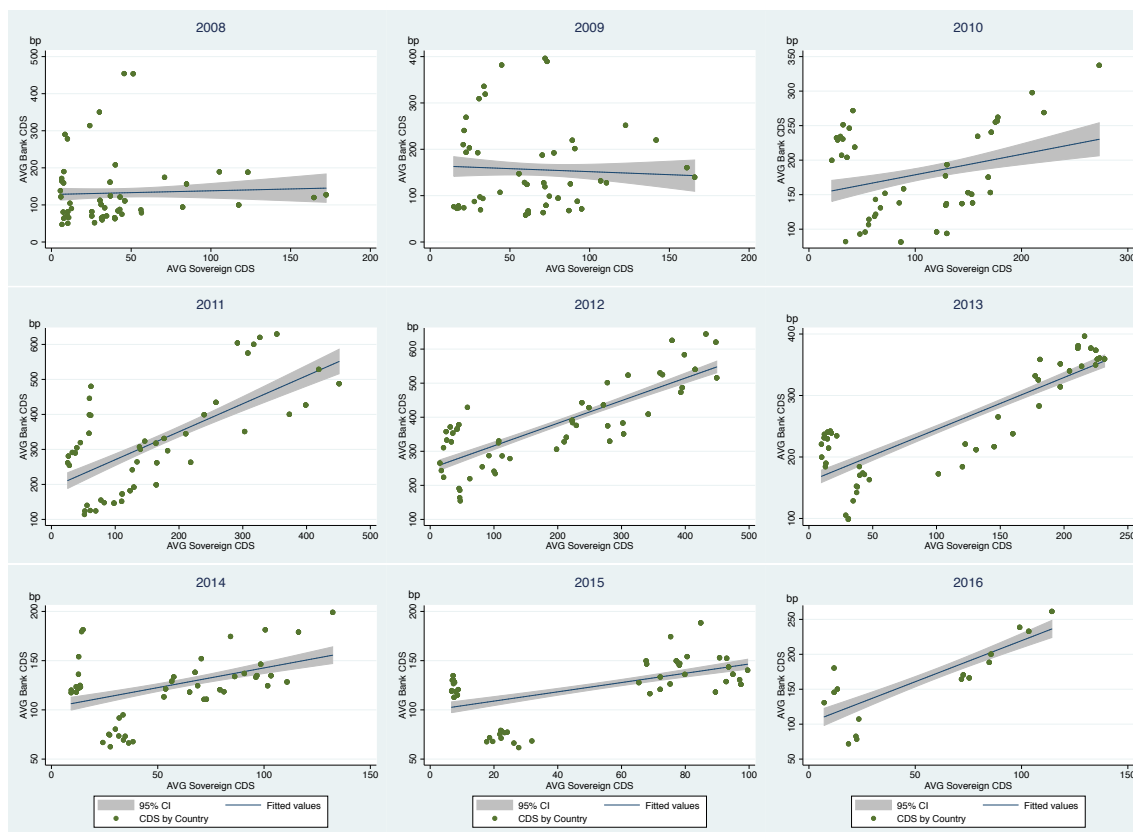 2008
bp
AVG Bank CDS
0 100 200 300 400 500
0 50 100 150 200
AVG Sovereign CDS
2009
bp
AVG Bank CDS
0 100 200 300 400
0 50 100 150 200
AVG Sovereign CDS
2010
bp
AVG Bank CDS
100 150 200 250 300 350
0 100 200 300
AVG Sovereign CDS
2011
bp
AVG Bank CDS
100 200 300 400 500 600
0 100 200 300 400 500
AVG Sovereign CDS
2012
bp
AVG Bank CDS
100 200 300 400 500 600
0 100 200 300 400 500
AVG Sovereign CDS
2013
bp
AVG Bank CDS
100 200 300 400
0 50 100 150 200 250
AVG Sovereign CDS
2014
bp
AVG Bank CDS
50 100 150 200
0 50 100 150
AVG Sovereign CDS
95% CI Fitted values
CDS by Country
2015
bp
AVG Bank CDS
50 100 150 200
0 20 40 60 80 100
AVG Sovereign CDS
95% CI Fitted values
CDS by Country
2016
bp
AVG Bank CDS
50 100 150 200 250
0 50 100 150
AVG Sovereign CDS
95% CI Fitted values
CDS by Country